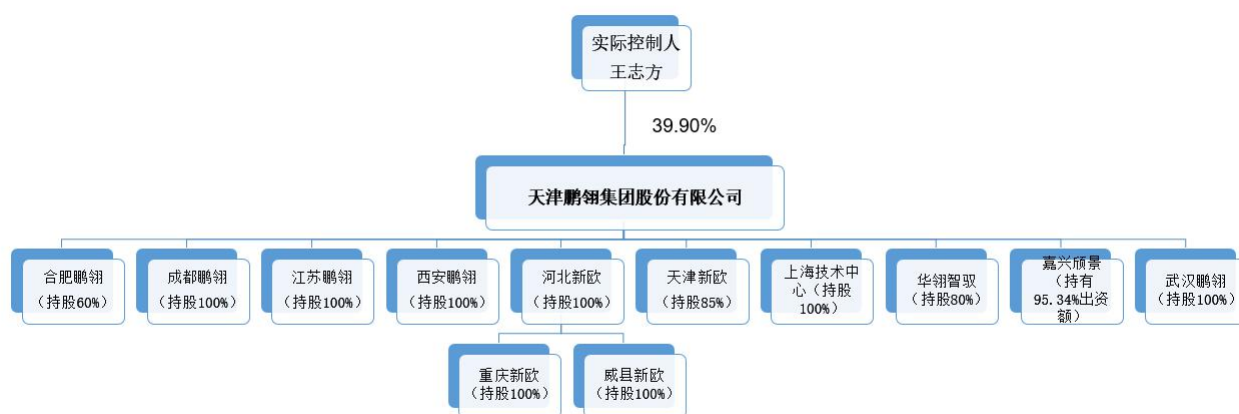 实际控制人
王志方
39.90%
天津鹏翎集团股份有限公司
合肥鹏翎
（持股60%）
成都鹏翎
（持股100%）
江苏鹏翎
（持股100%）
西安鹏翎
（持股100%）
河北新欧
（持股100%）
天津新欧
（持股85%）
上海技术中
心（持股
100%）
华翎智驭
（持股80%）
嘉兴颀景
（持有
95.34%出资
额）
武汉鹏翎
（持股100%）
重庆新欧
（持股100%）
威县新欧
（持股100%）